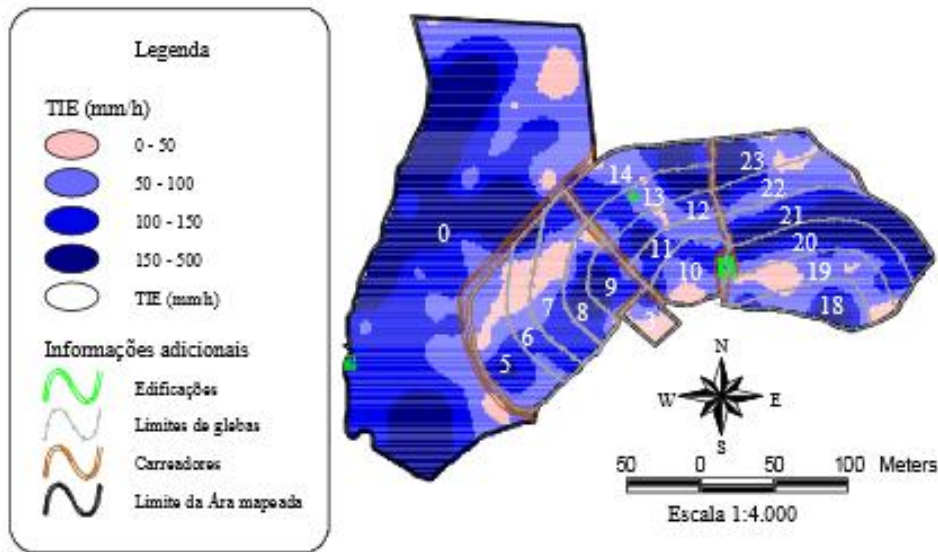 Legenda
TIE (mm/h)
0 - 50
50 - 100
100 - 150
150 - 500
TIE (mm/h)
Informações adicionais
Edificações
Limites de glebas
Carreadores
Limite da Ára mapeada
0
14
13
23
22
12
21
11
20
10
19
9
7
8
3
18
6
5
N
W
E
S
50 0 50 100 Meters
Escala 1:4.000